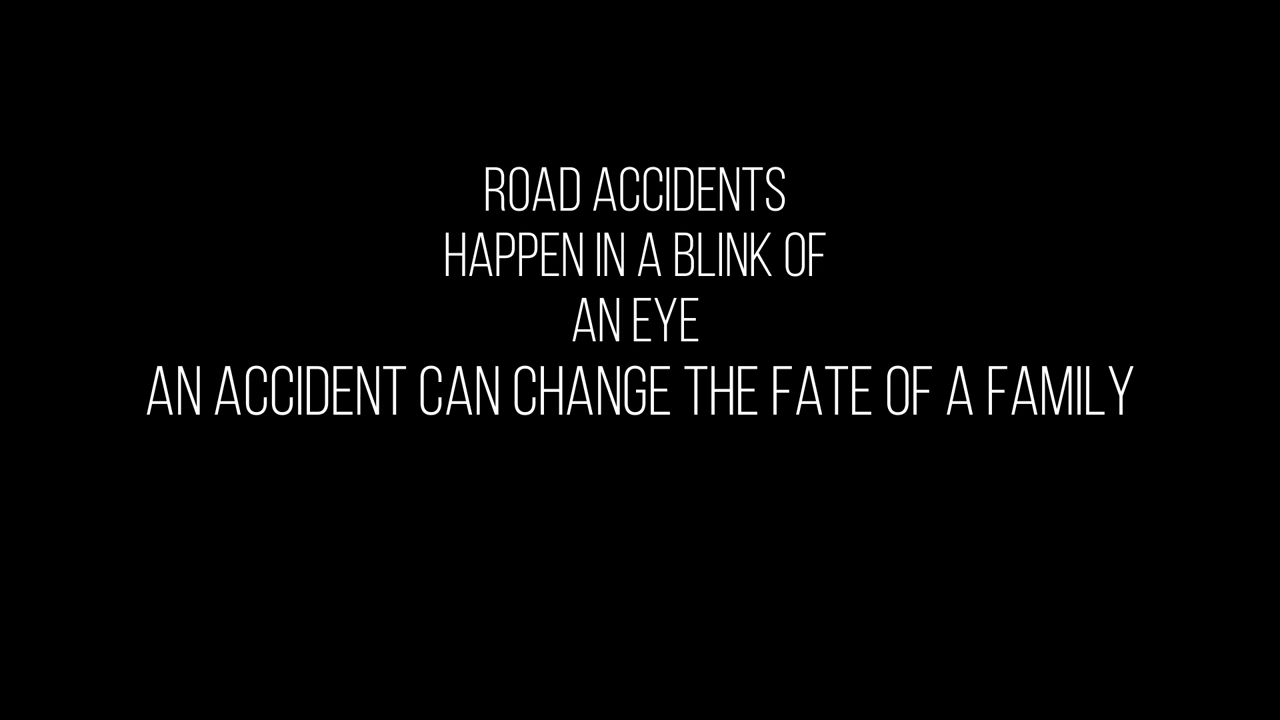 ROAD ACCIDENTS
HAPPEN IN A BLINK OF
AN EYE
AN ACCIDENT CAN CHANGE THE FATE OF A FAMILY